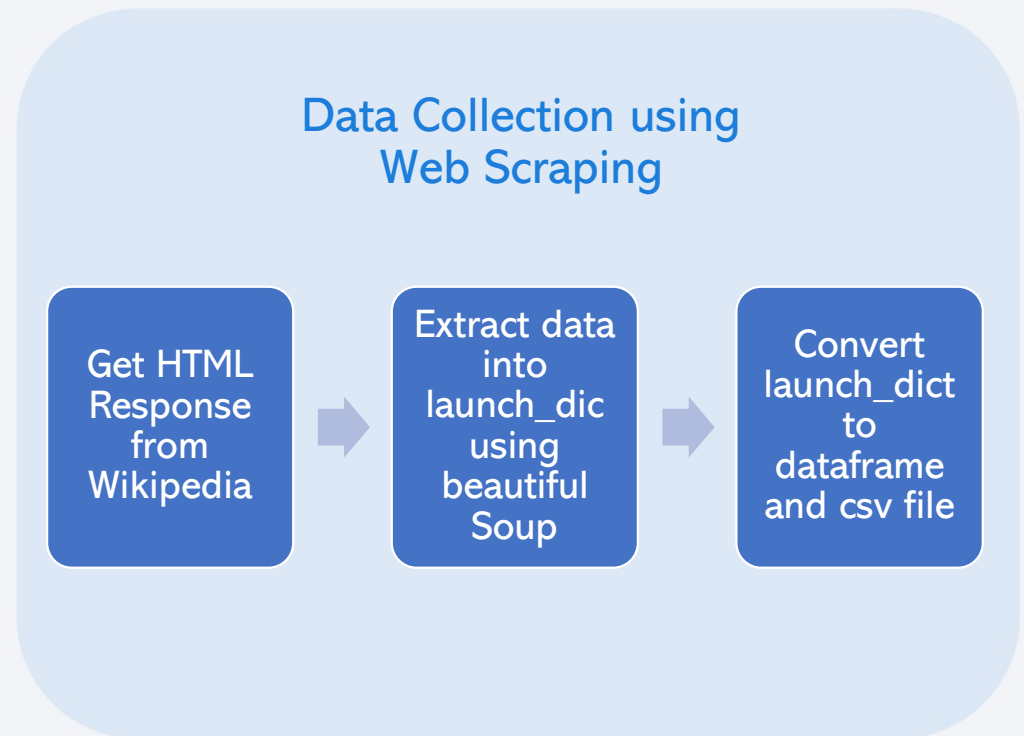 Data Collection using
Web Scraping
Get HTML
Response
from
Wikipedia
Extract data
into
launch_dic
using
beautiful
Soup
Convert
launch_dict
to
dataframe
and csv file